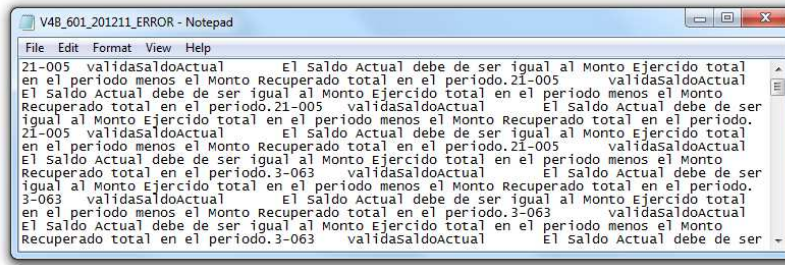 V4B_601_201211_ERROR - Notepad
File Edit Format View Help
21-005 validaSaldoActual El Saldo Actual debe de ser igual al Monto Ejercido total
en el periodo menos el Monto Recuperado total en el periodo.21-005 validaSaldoActual
El Saldo Actual debe de ser igual al Monto Ejercido total en el periodo menos el Monto
Recuperado total en el periodo.21-005 validaSaldoActual El Saldo Actual debe de ser
igual al Monto Ejercido total en el periodo menos el Monto Recuperado total en el periodo.
21-005 validaSaldoActual El Saldo Actual debe de ser igual al Monto Ejercido total
en el periodo menos el Monto Recuperado total en el periodo.21-005 validaSaldoActual
El Saldo Actual debe de ser igual al Monto Ejercido total en el periodo menos el Monto
Recuperado total en el periodo.3-063 validaSaldoActual El Saldo Actual debe de ser
igual al Monto Ejercido total en el periodo menos el Monto Recuperado total en el periodo.
3-063 validaSaldoActual El Saldo Actual debe de ser igual al Monto Ejercido total
en el periodo menos el Monto Recuperado total en el periodo.3-063 validaSaldoActual
El Saldo Actual debe de ser igual al Monto Ejercido total en el periodo menos el Monto
Recuperado total en el periodo.3-063 validaSaldoActual El Saldo Actual debe de ser